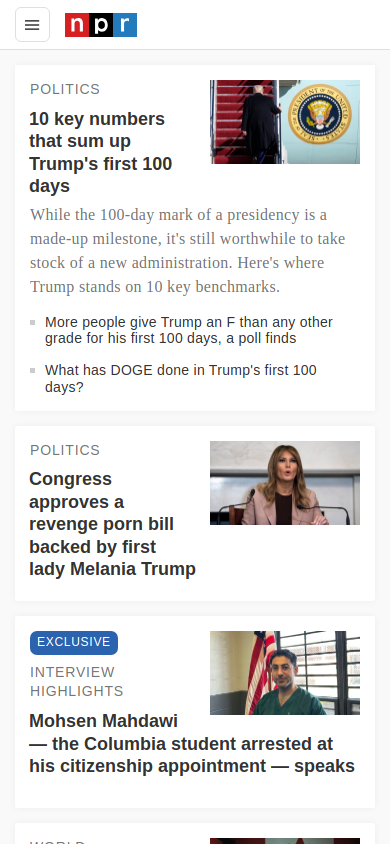 npr
POLITICS
10 key numbers
that sum up
Trump's first 100
days
While the 100-day mark of a presidency is a
made-up milestone, it's still worthwhile to take
stock of a new administration. Here's where
Trump stands on 10 key benchmarks.
More people give Trump an F than any other
grade for his first 100 days, a poll finds
What has DOGE done in Trump's first 100
days?
POLITICS
Congress
approves a
revenge porn bill
backed by first
lady Melania Trump
EXCLUSIVE
INTERVIEW
HIGHLIGHTS
Mohsen Mahdawi
— the Columbia student arrested at
his citizenship appointment — speaks